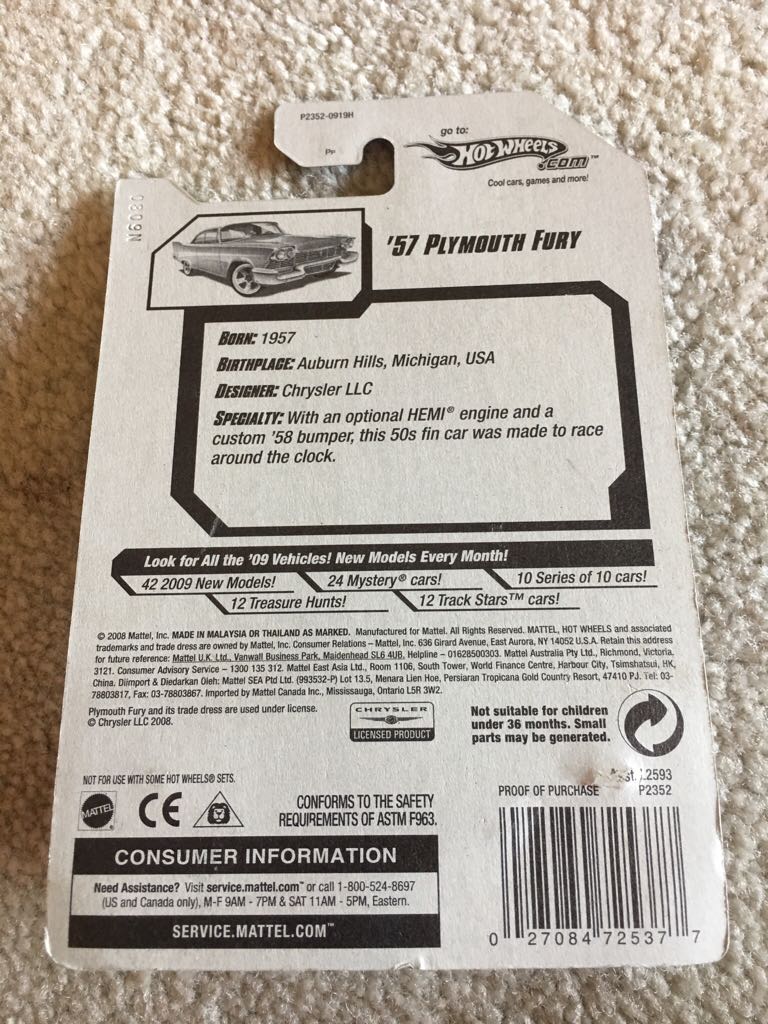 P2352-0919H
Pp
go to:
HOT WHEELS
.COM™
Cool cars, games and more!
N6080
'57 PLYMOUTH FURY
BORN: 1957
BIRTHPLACE: Auburn Hills, Michigan, USA
DESIGNER: Chrysler LLC
SPECIALTY: With an optional HEMI® engine and a
custom '58 bumper, this 50s fin car was made to race
around the clock.
Look for All the '09 Vehicles! New Models Every Month!
42 2009 New Models! 24 Mystery® cars! 10 Series of 10 cars!
12 Treasure Hunts! 12 Track Stars™ cars!
© 2008 Mattel, Inc. MADE IN MALAYSIA OR THAILAND AS MARKED. Manufactured for Mattel. All Rights Reserved. MATTEL, HOT WHEELS and associated
trademarks and trade dress are owned by Mattel, Inc. Consumer Relations – Mattel, Inc. 636 Girard Avenue, East Aurora, NY 14052 U.S.A. Retain this address
for future reference: Mattel U.K. Ltd., Vanwall Business Park, Maidenhead SL6 4UB. Helpline – 01628500303. Mattel Australia Pty Ltd., Richmond, Victoria.
3121. Consumer Advisory Service – 1300 135 312. Mattel East Asia Ltd., Room 1106, South Tower, World Finance Centre, Harbour City, Tsimshatsui, HK,
China. Diimport & Diedarkan Oleh: Mattel SEA Ptd Ltd. (993532-P) Lot 13.5, Menara Lien Hoe, Persiaran Tropicana Gold Country Resort, 47410 PJ. Tel: 03-
78803817, Fax: 03-78803867. Imported by Mattel Canada Inc., Mississauga, Ontario L5R 3W2.
Plymouth Fury and its trade dress are used under license.
© Chrysler LLC 2008.
CHRYSLER
LICENSED PRODUCT
Not suitable for children
under 36 months. Small
parts may be generated.
NOT FOR USE WITH SOME HOT WHEELS® SETS.
MATTEL
CE
CONFORMS TO THE SAFETY
REQUIREMENTS OF ASTM F963.
2593
PROOF OF PURCHASE P2352
CONSUMER INFORMATION
Need Assistance? Visit service.mattel.com™ or call 1-800-524-8697
(US and Canada only), M-F 9AM - 7PM & SAT 11AM - 5PM, Eastern.
SERVICE.MATTEL.COM™
0 27084 72537 7